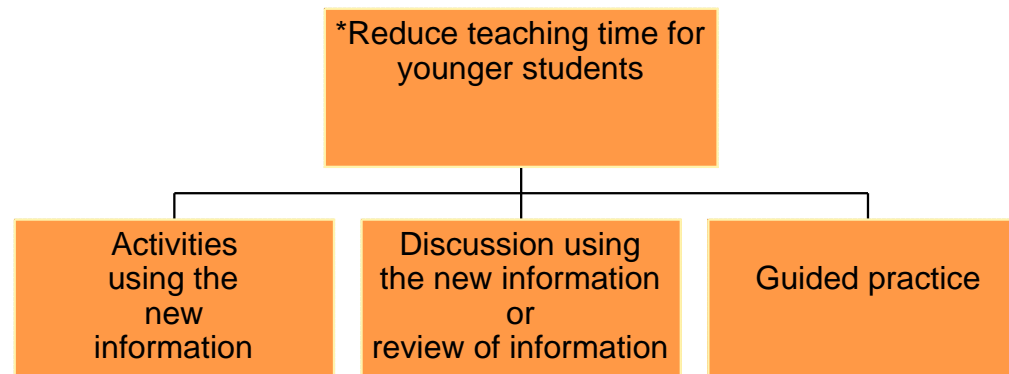 *Reduce teaching time for
younger students
Activities
using the
new
information
Discussion using
the new information
or
review of information
Guided practice